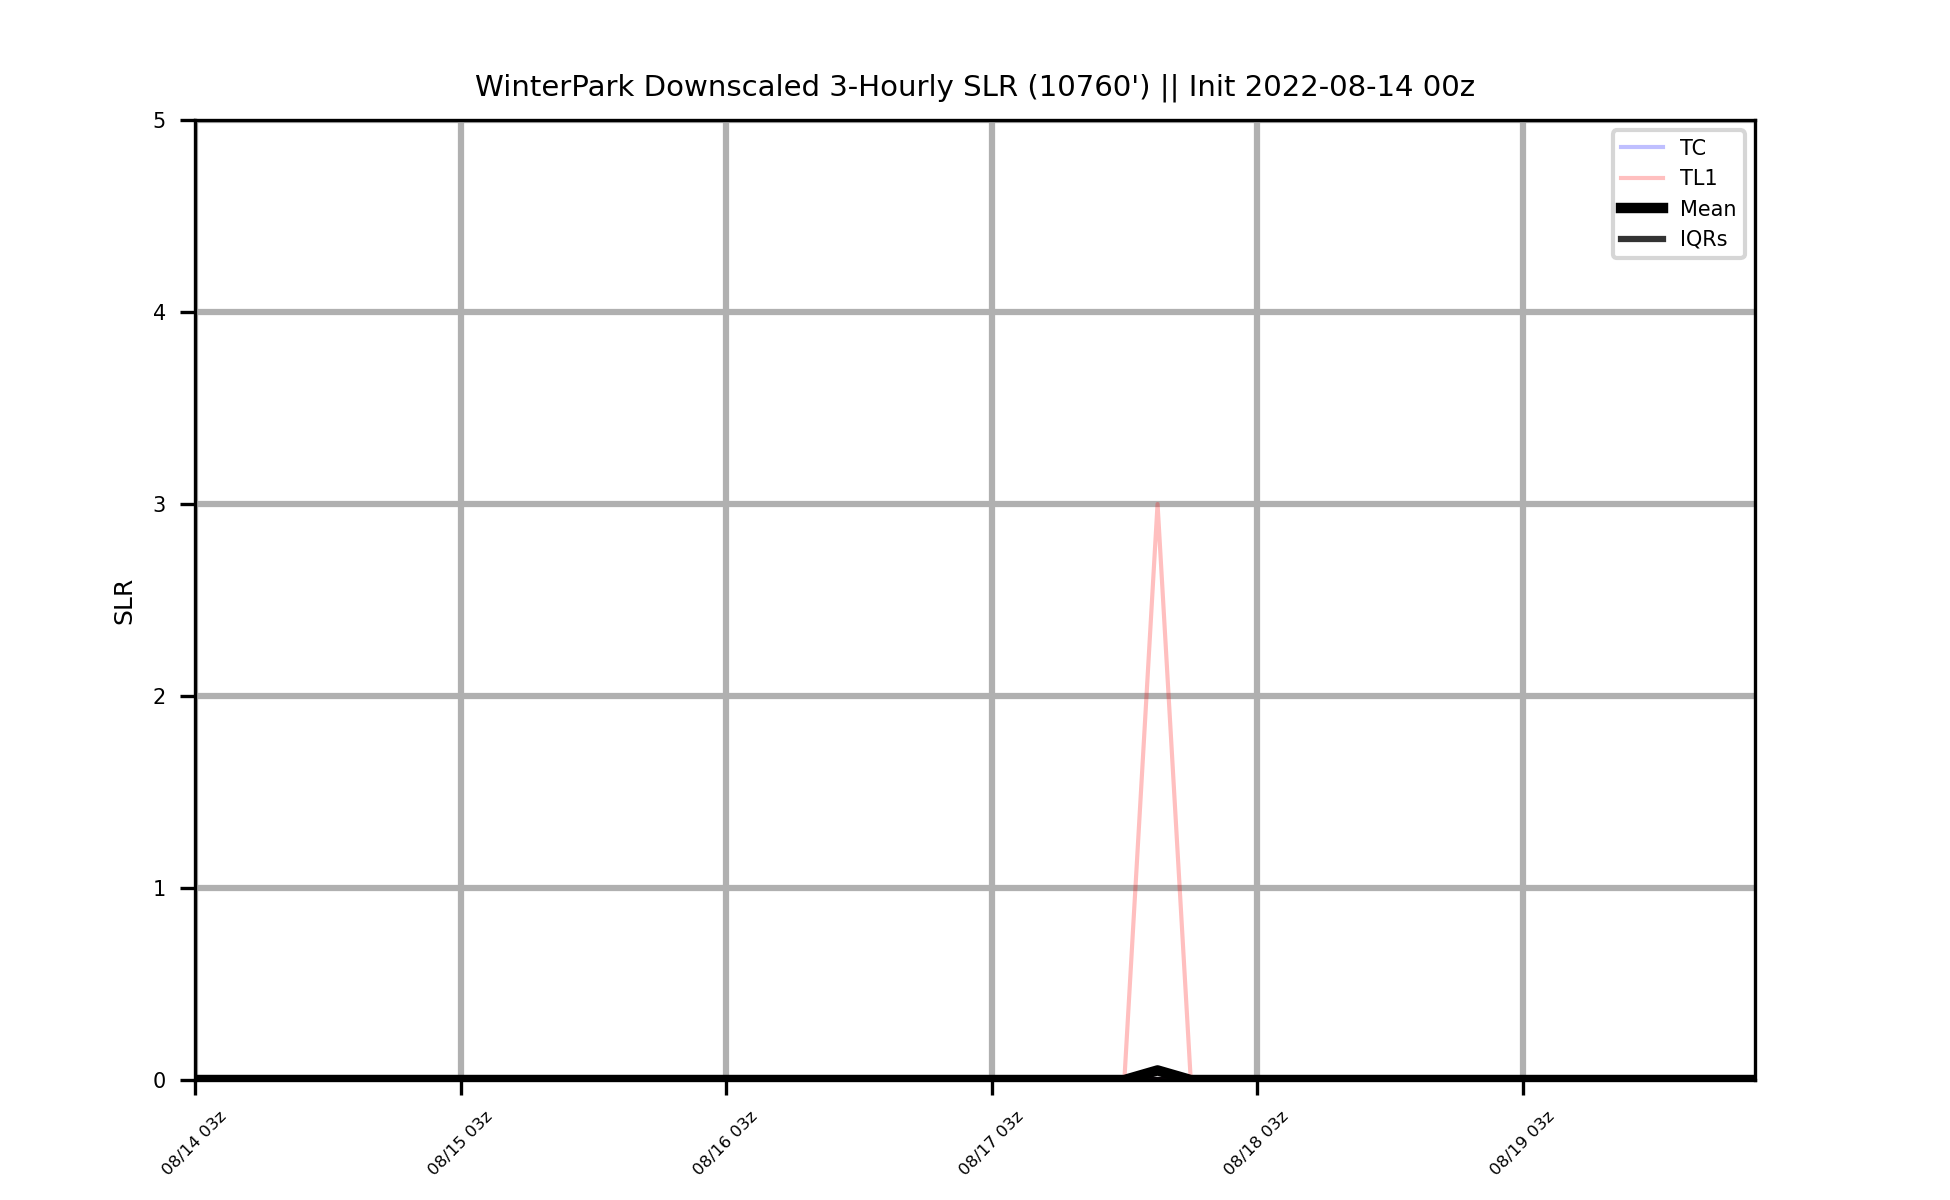 WinterPark Downscaled 3-Hourly SLR (10760') || Init 2022-08-14 00z
5
4
3
2
1
0
SLR
TC
TL1
Mean
IQRs
08/14 03z
08/15 03z
08/16 03z
08/17 03z
08/18 03z
08/19 03z